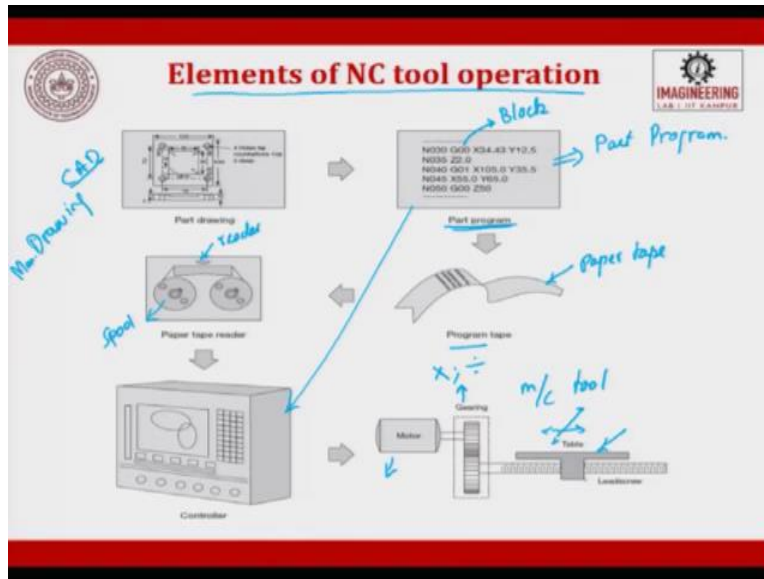 Elements of NC tool operation
IMAGINEERING
LAB | IIT KANPUR
Block
N030 G00 X34.43 Y12.5
N035 Z2.0
N040 G01 X105.0 Y35.5
N045 X55.0 Y65.0
N050 G00 Z50
Part Program.
CAD
Drawing
Part drawing
Part program
reader
Spool
Paper tape reader
Paper tape
Program tape
x ; ÷
m/c tool
Gearing
Motor
Table
Leadscrew
Controller